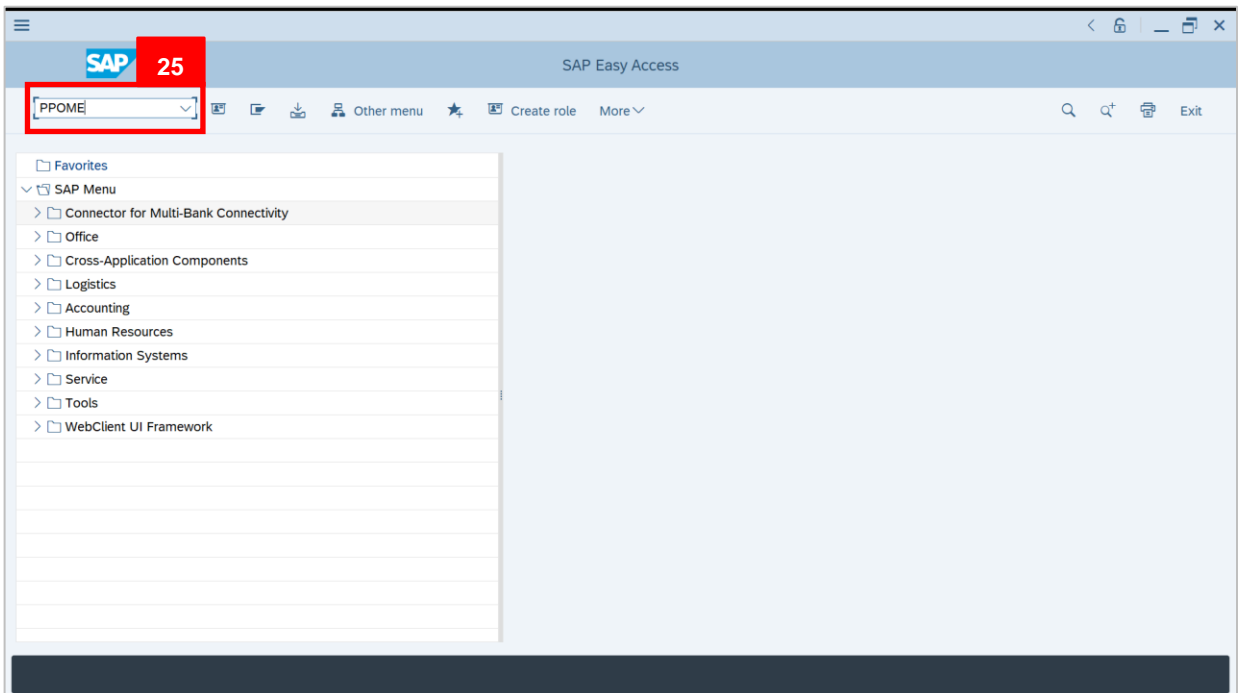 SAP 25
SAP Easy Access
PPOME Other menu Create role More Exit
Favorites
SAP Menu
Connector for Multi-Bank Connectivity
Office
Cross-Application Components
Logistics
Accounting
Human Resources
Information Systems
Service
Tools
WebClient UI Framework